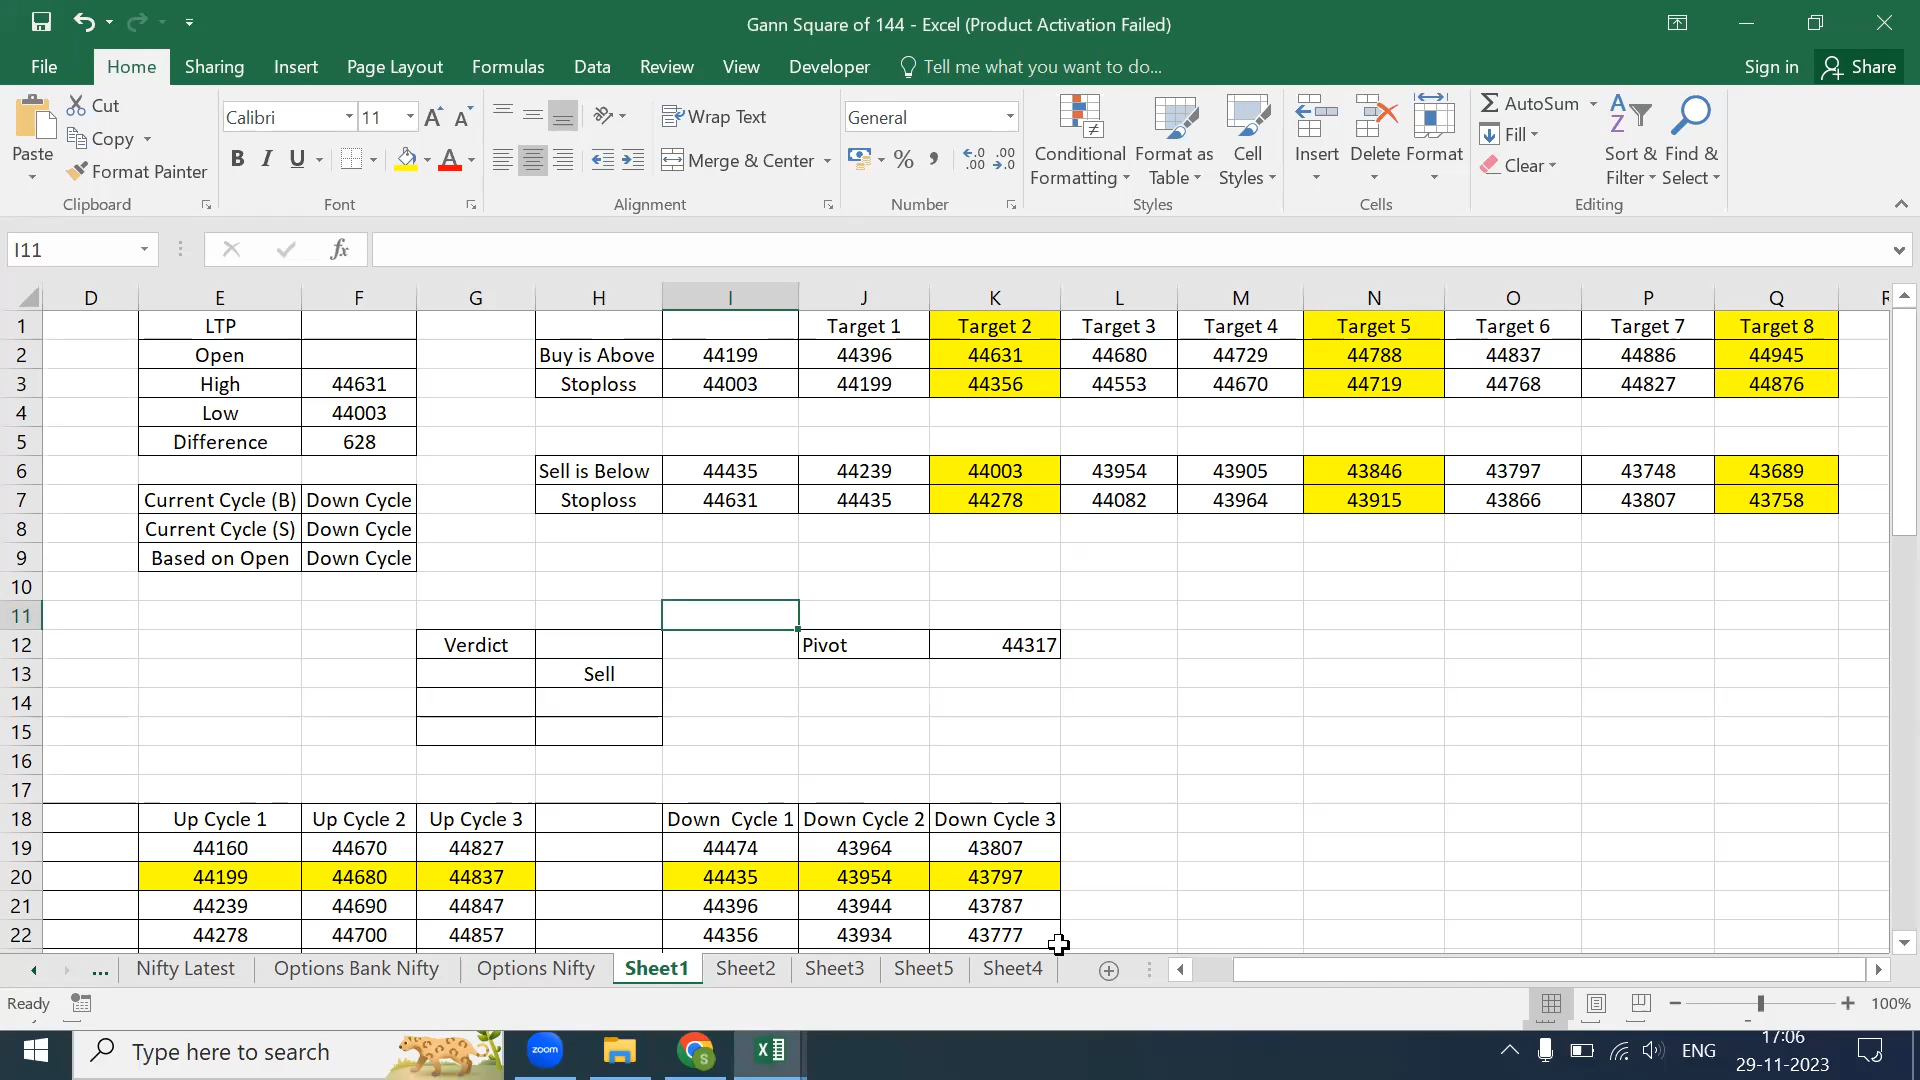 Gann Square of 144 - Excel (Product Activation Failed)
File Home Sharing Insert Page Layout Formulas Data Review View Developer Tell me what you want to do... Sign in Share
Paste Cut Copy Format Painter
Calibri 11 B I U A A A
Wrap Text Merge & Center
General % , .00 .0
Conditional Formatting Format as Table Cell Styles
Insert Delete Format
AutoSum Fill Clear Sort & Filter Find & Select
Clipboard Font Alignment Number Styles Cells Editing
I11 fx
D E F G H I J K L M N O P Q R
1 LTP Target 1 Target 2 Target 3 Target 4 Target 5 Target 6 Target 7 Target 8
2 Open Buy is Above 44199 44396 44631 44680 44729 44788 44837 44886 44945
3 High 44631 Stoploss 44003 44199 44356 44553 44670 44719 44768 44827 44876
4 Low 44003
5 Difference 628
6 Sell is Below 44435 44239 44003 43954 43905 43846 43797 43748 43689
7 Current Cycle (B) Down Cycle Stoploss 44631 44435 44278 44082 43964 43915 43866 43807 43758
8 Current Cycle (S) Down Cycle
9 Based on Open Down Cycle
10
11
12 Verdict Pivot 44317
13 Sell
14
15
16
17
18 Up Cycle 1 Up Cycle 2 Up Cycle 3 Down Cycle 1 Down Cycle 2 Down Cycle 3
19 44160 44670 44827 44474 43964 43807
20 44199 44680 44837 44435 43954 43797
21 44239 44690 44847 44396 43944 43787
22 44278 44700 44857 44356 43934 43777
... Nifty Latest Options Bank Nifty Options Nifty Sheet1 Sheet2 Sheet3 Sheet5 Sheet4
Ready 100%
Type here to search zoom S ENG 17:06
29-11-2023